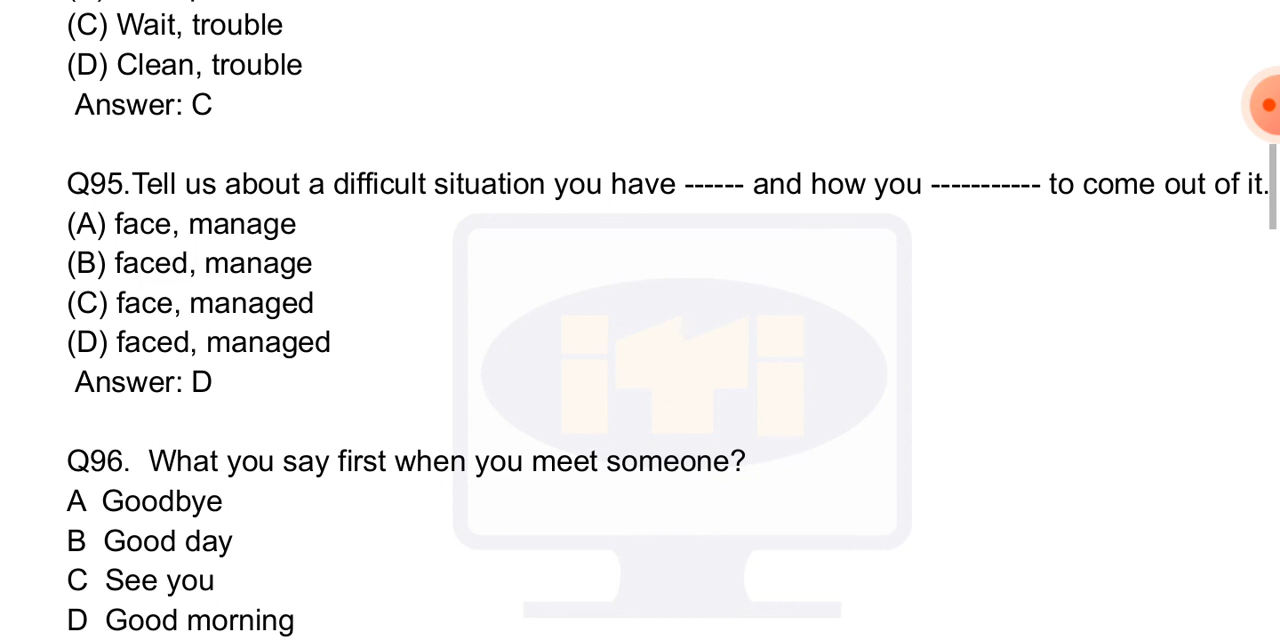 (C) Wait, trouble
(D) Clean, trouble
Answer: C
Q95.Tell us about a difficult situation you have ------ and how you ----------- to come out of it.
(A) face, manage
(B) faced, manage
(C) face, managed
(D) faced, managed
Answer: D
Q96. What you say first when you meet someone?
A Goodbye
B Good day
C See you
D Good morning
iTi